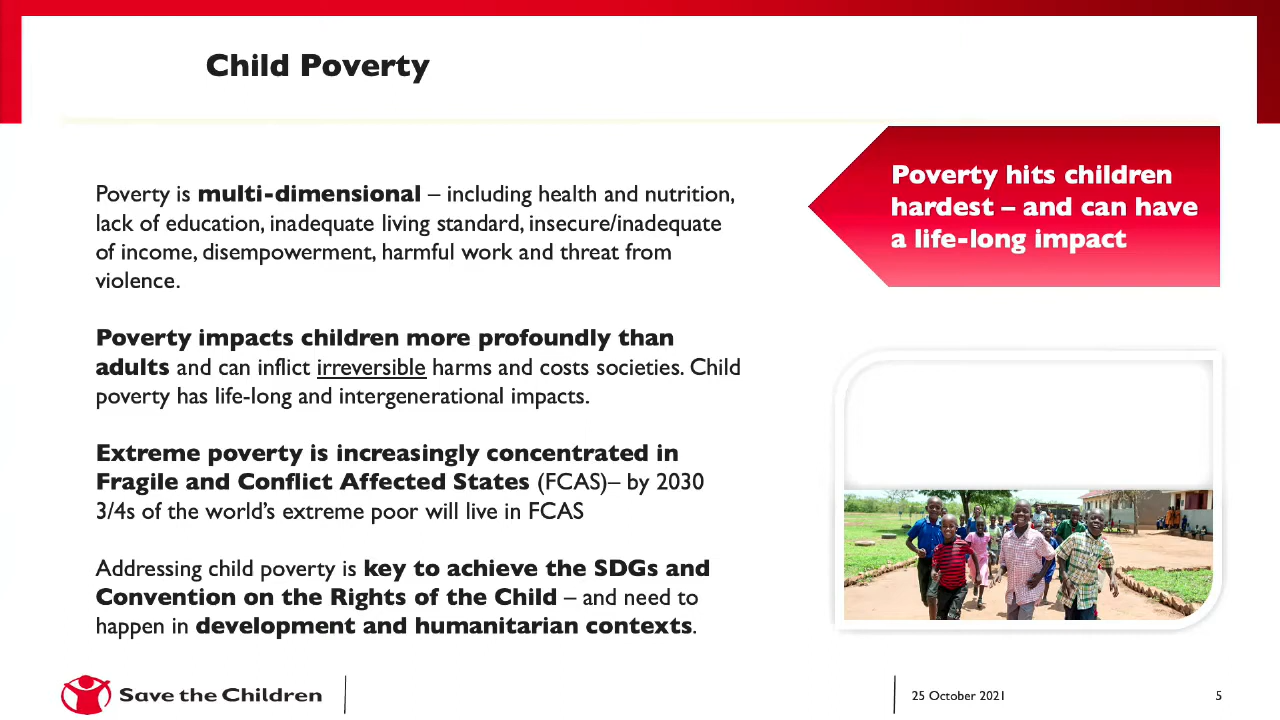 Child Poverty
Poverty is multi-dimensional – including health and nutrition,
lack of education, inadequate living standard, insecure/inadequate
of income, disempowerment, harmful work and threat from
violence.
Poverty impacts children more profoundly than
adults and can inflict irreversible harms and costs societies. Child
poverty has life-long and intergenerational impacts.
Extreme poverty is increasingly concentrated in
Fragile and Conflict Affected States (FCAS)– by 2030
3/4s of the world’s extreme poor will live in FCAS
Addressing child poverty is key to achieve the SDGs and
Convention on the Rights of the Child – and need to
happen in development and humanitarian contexts.
Poverty hits children
hardest – and can have
a life-long impact
Save the Children
25 October 2021
5